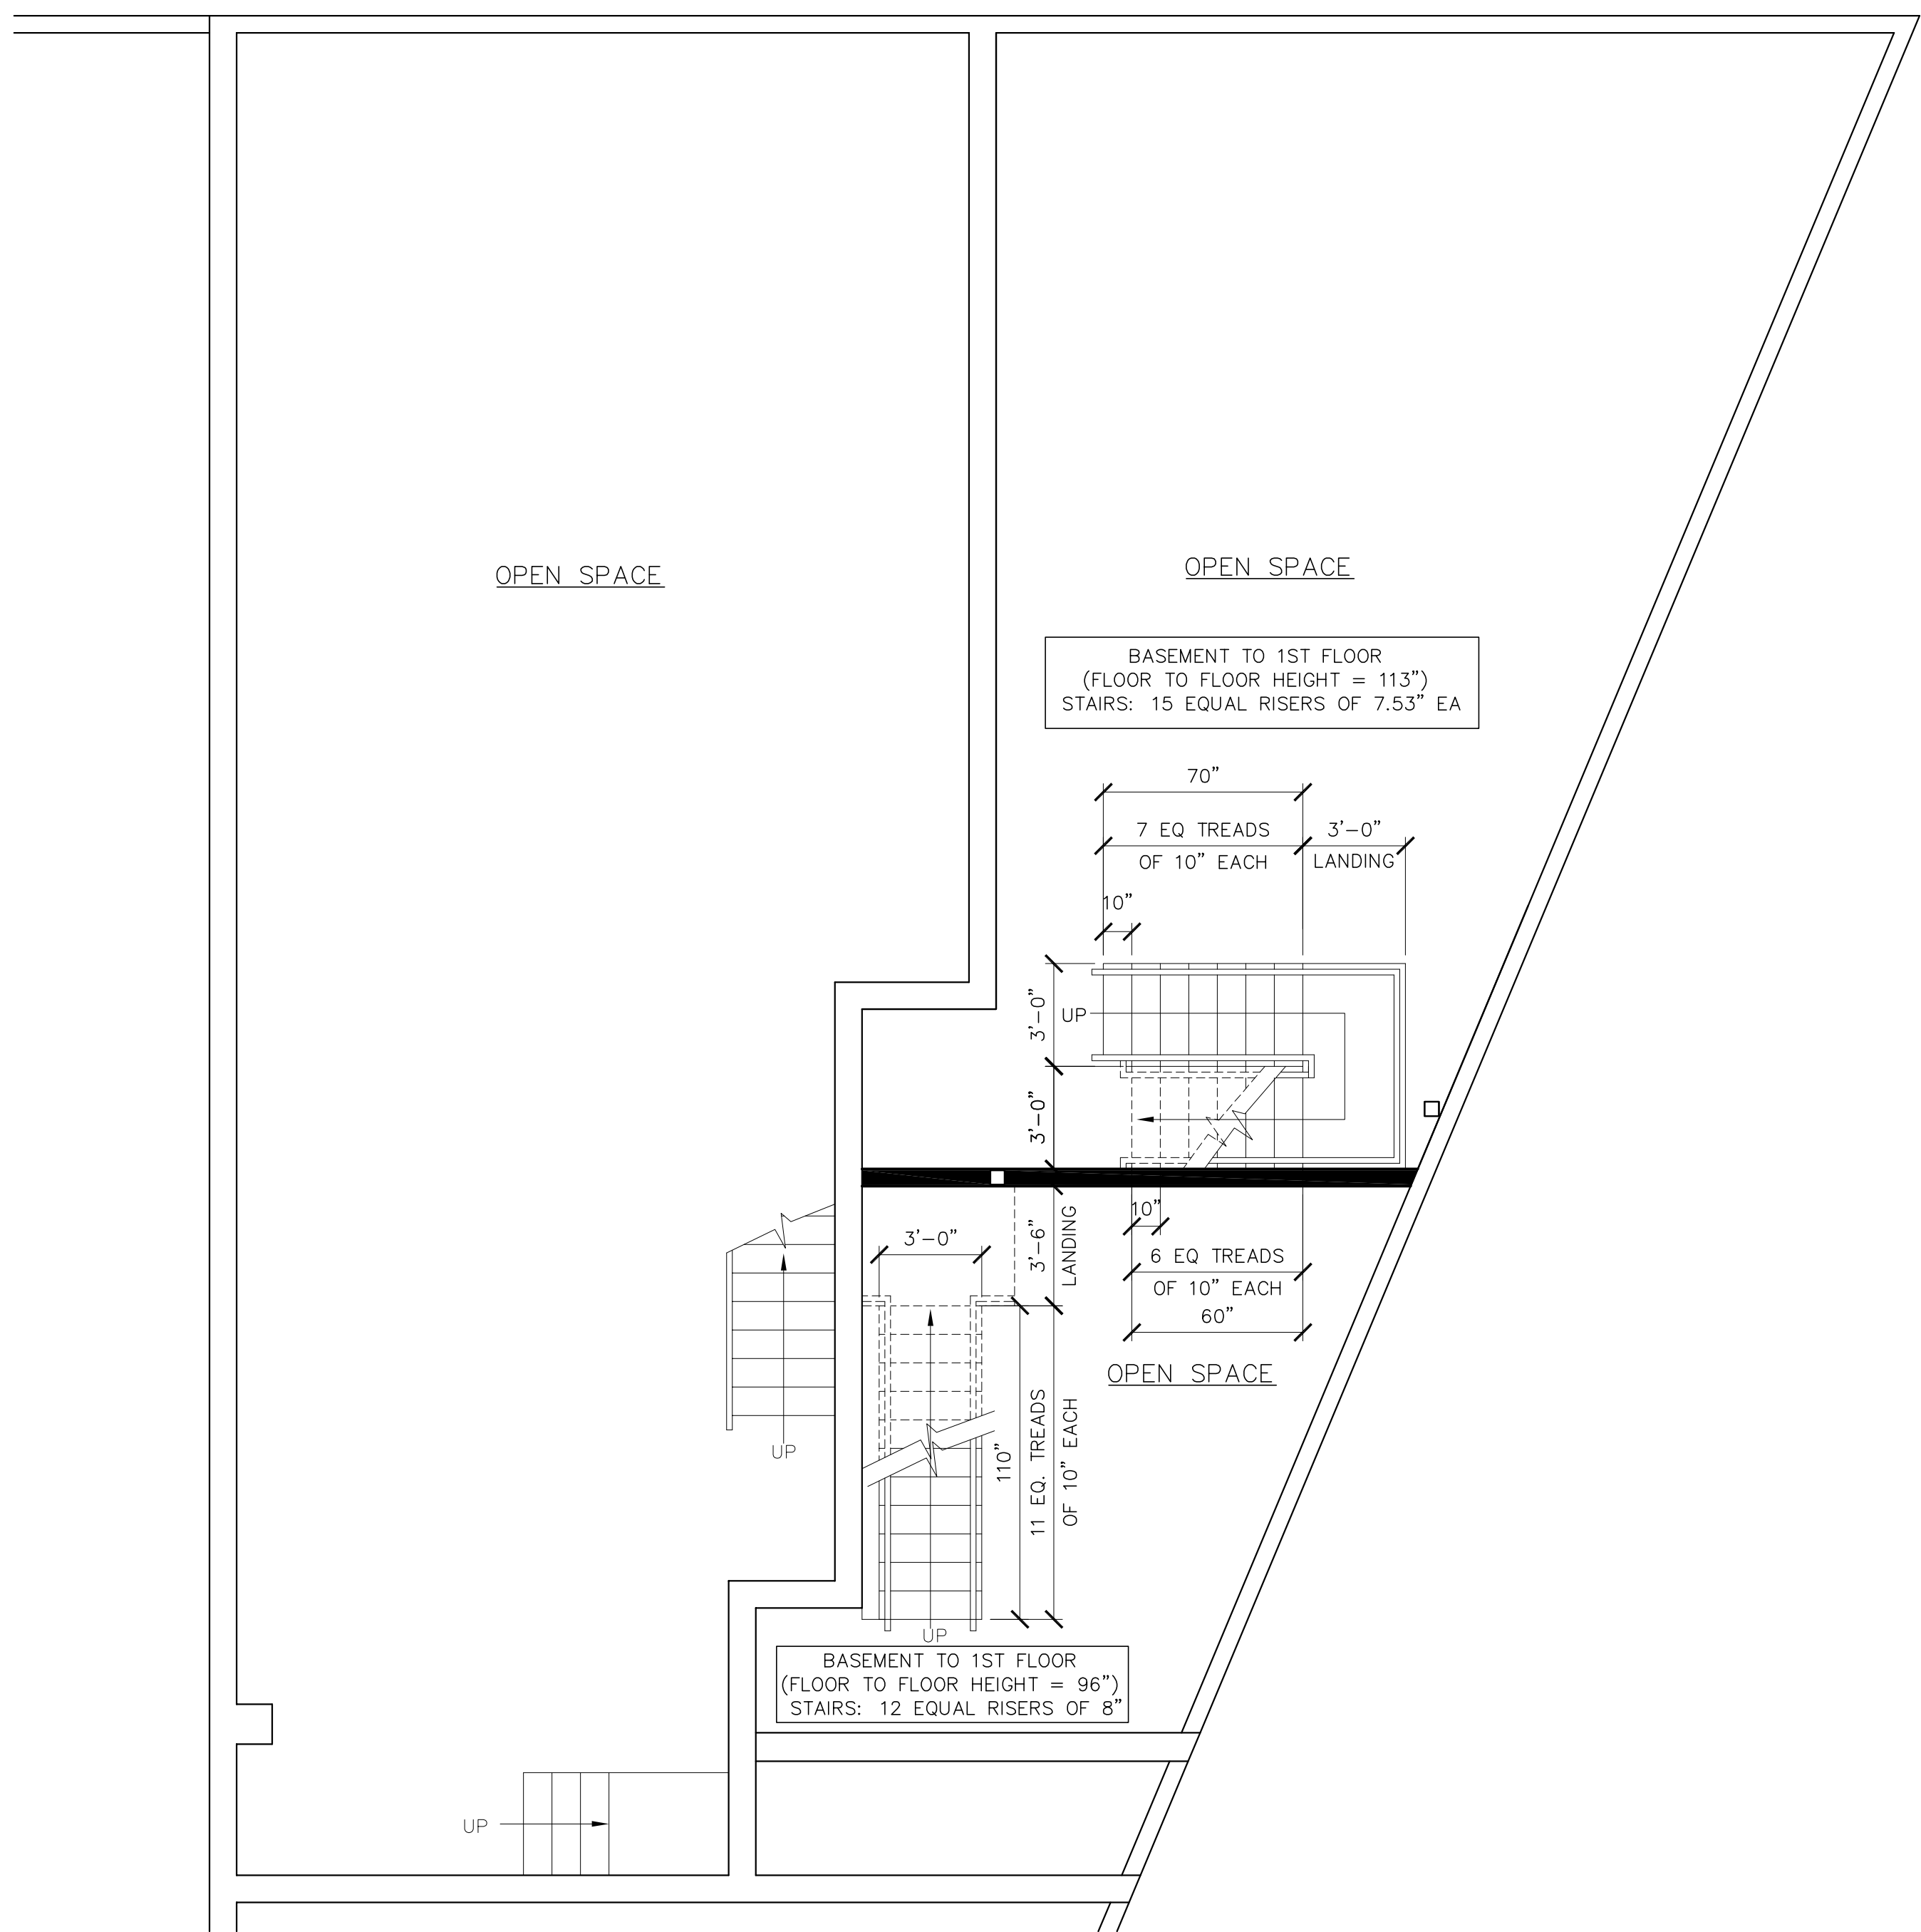 OPEN SPACE
OPEN SPACE
BASEMENT TO 1ST FLOOR
(FLOOR TO FLOOR HEIGHT = 113")
STAIRS: 15 EQUAL RISERS OF 7.53" EA
70"
7 EQ TREADS
OF 10" EACH
3'-0"
LANDING
10"
3'-0"
UP
3'-0"
10"
6 EQ TREADS
OF 10" EACH
60"
OPEN SPACE
3'-0"
3'-6"
LANDING
110"
11 EQ. TREADS
OF 10" EACH
UP
UP
BASEMENT TO 1ST FLOOR
(FLOOR TO FLOOR HEIGHT = 96")
STAIRS: 12 EQUAL RISERS OF 8"
UP